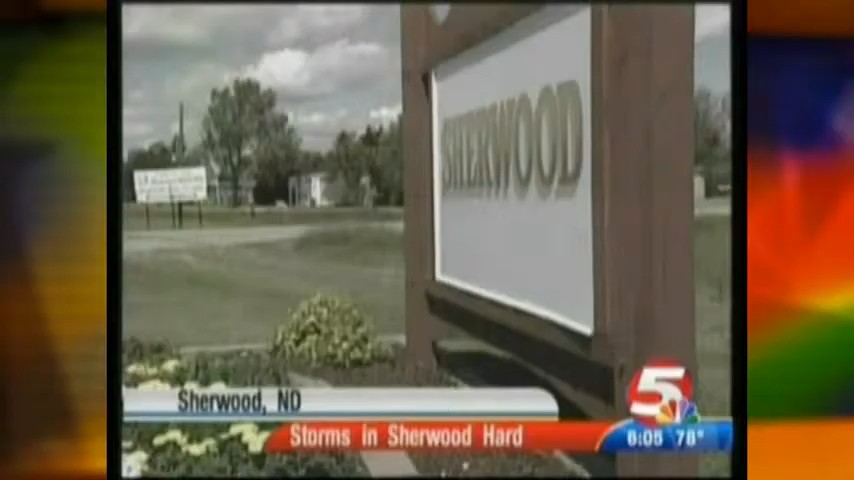 SHERWOOD
Sherwood, ND
Storms in Sherwood Hard
5
6:05 78°